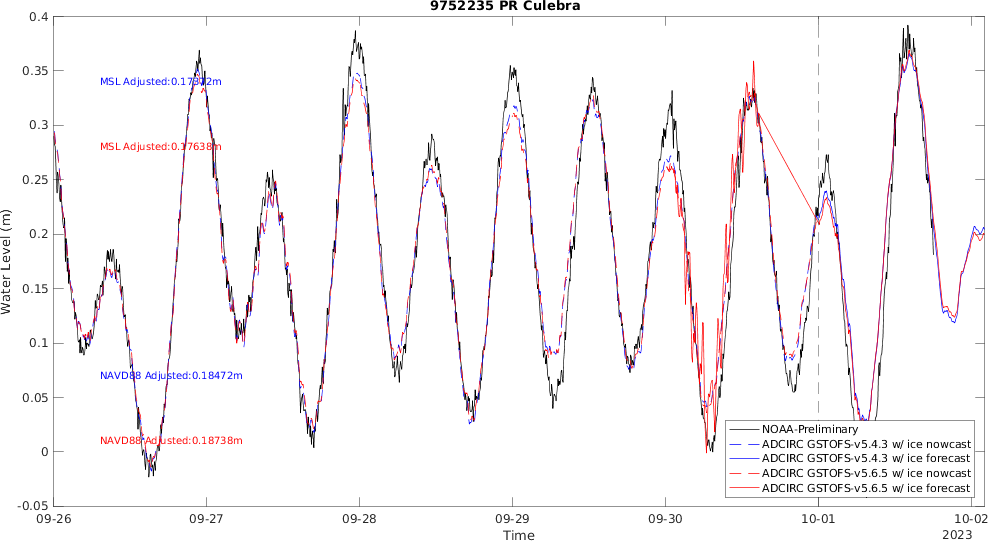 9752235 PR Culebra
0.4
0.35
0.3
0.25
0.2
0.15
0.1
0.05
0
-0.05
Water Level (m)
MSL Adjusted:0.17372m
MSL Adjusted:0.17638m
NAVD88 Adjusted:0.18472m
NAVD88 Adjusted:0.18738m
NOAA-Preliminary
ADCIRC GSTOFS-v5.4.3 w/ ice nowcast
ADCIRC GSTOFS-v5.4.3 w/ ice forecast
ADCIRC GSTOFS-v5.6.5 w/ ice nowcast
ADCIRC GSTOFS-v5.6.5 w/ ice forecast
09-26 09-27 09-28 09-29 09-30 10-01 10-02
Time
2023